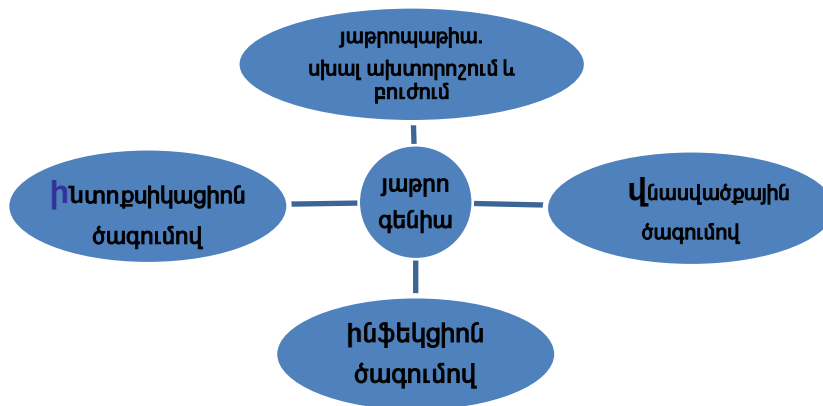 յաթրոպաթիա.
սխալ ախտորոշում և
բուժում
ինտոքսիկացիոն
ծագումով
յաթրո
գենիա
վնասվածքային
ծագումով
ինֆեկցիոն
ծագումով